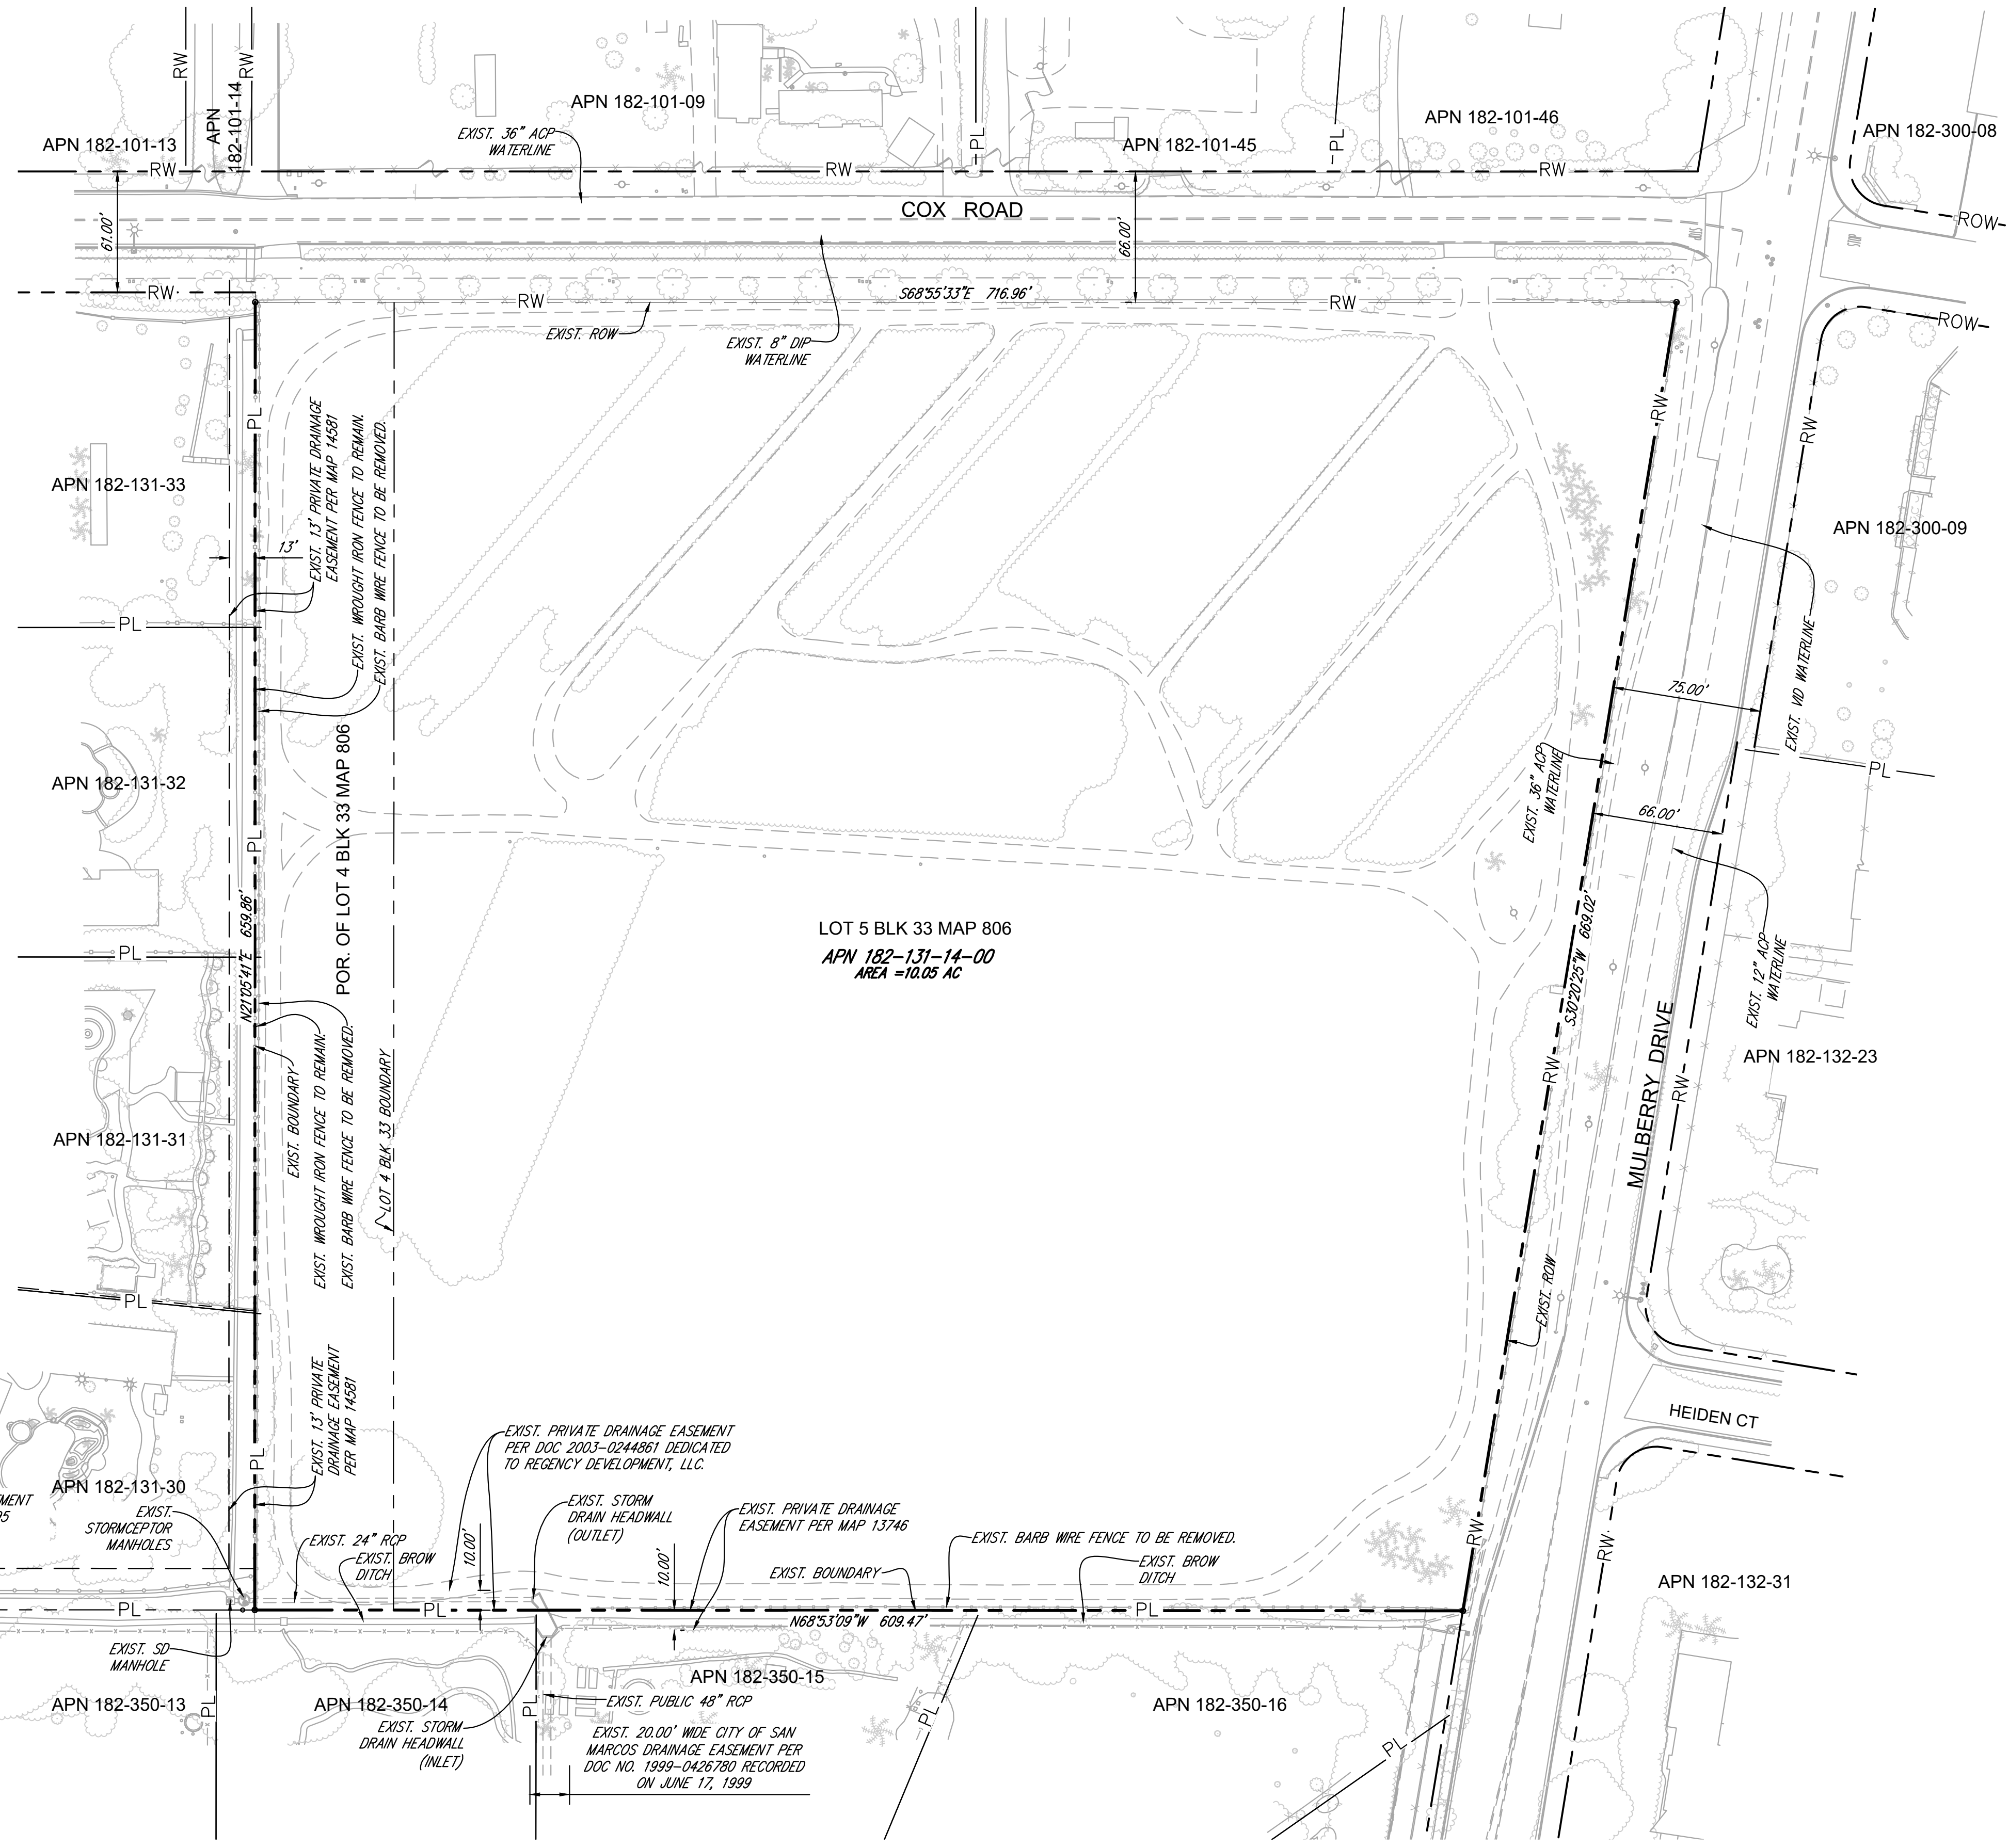 RW
RW
APN
182-101-14
APN 182-101-13
APN 182-101-09
EXIST. 36" ACP
WATERLINE
PL
APN 182-101-45
PL
APN 182-101-46
APN 182-300-08
RW
RW
RW
ROW
61.00'
COX ROAD
66.00'
RW
RW
S68°55'33"E 716.96'
RW
EXIST. ROW
EXIST. 8" DIP
WATERLINE
ROW
PL
RW
RW
APN 182-131-33
EXIST. 13' PRIVATE DRAINAGE
EASEMENT PER MAP 14581
EXIST. WROUGHT IRON FENCE TO REMAIN.
EXIST. BARB WIRE FENCE TO BE REMOVED.
13'
APN 182-300-09
PL
75.00'
EXIST. VID WATERLINE
APN 182-131-32
POR. OF LOT 4 BLK 33 MAP 806
EXIST. 36" ACP
WATERLINE
PL
66.00'
PL
N21°05'41"E 659.86'
LOT 5 BLK 33 MAP 806
APN 182-131-14-00
AREA =10.05 AC
S30°20'25"W 669.02'
EXIST. 12" ACP
WATERLINE
PL
MULBERRY DRIVE
APN 182-132-23
RW
RW
APN 182-131-31
EXIST. BOUNDARY
EXIST. WROUGHT IRON FENCE TO REMAIN.
EXIST. BARB WIRE FENCE TO BE REMOVED.
LOT 4 BLK 33 BOUNDARY
PL
EXIST. ROW
EXIST. 13' PRIVATE
DRAINAGE EASEMENT
PER MAP 14581
PL
HEIDEN CT
EXIST. PRIVATE DRAINAGE EASEMENT
PER DOC 2003-0244861 DEDICATED
TO REGENCY DEVELOPMENT, LLC.
APN 182-131-30
MENT
95
EXIST.
STORMCEPTOR
MANHOLES
EXIST. STORM
DRAIN HEADWALL
(OUTLET)
EXIST. PRIVATE DRAINAGE
EASEMENT PER MAP 13746
EXIST. 24" RCP
EXIST. BROW
DITCH
10.00'
10.00'
EXIST. BARB WIRE FENCE TO BE REMOVED.
EXIST. BOUNDARY
EXIST. BROW
DITCH
RW
RW
APN 182-132-31
PL
PL
N68°53'09"W 609.47'
PL
EXIST. SD
MANHOLE
APN 182-350-15
APN 182-350-13
PL
APN 182-350-14
PL
EXIST. PUBLIC 48" RCP
PL
APN 182-350-16
EXIST. STORM
DRAIN HEADWALL
(INLET)
EXIST. 20.00' WIDE CITY OF SAN
MARCOS DRAINAGE EASEMENT PER
DOC NO. 1999-0426780 RECORDED
ON JUNE 17, 1999
PL